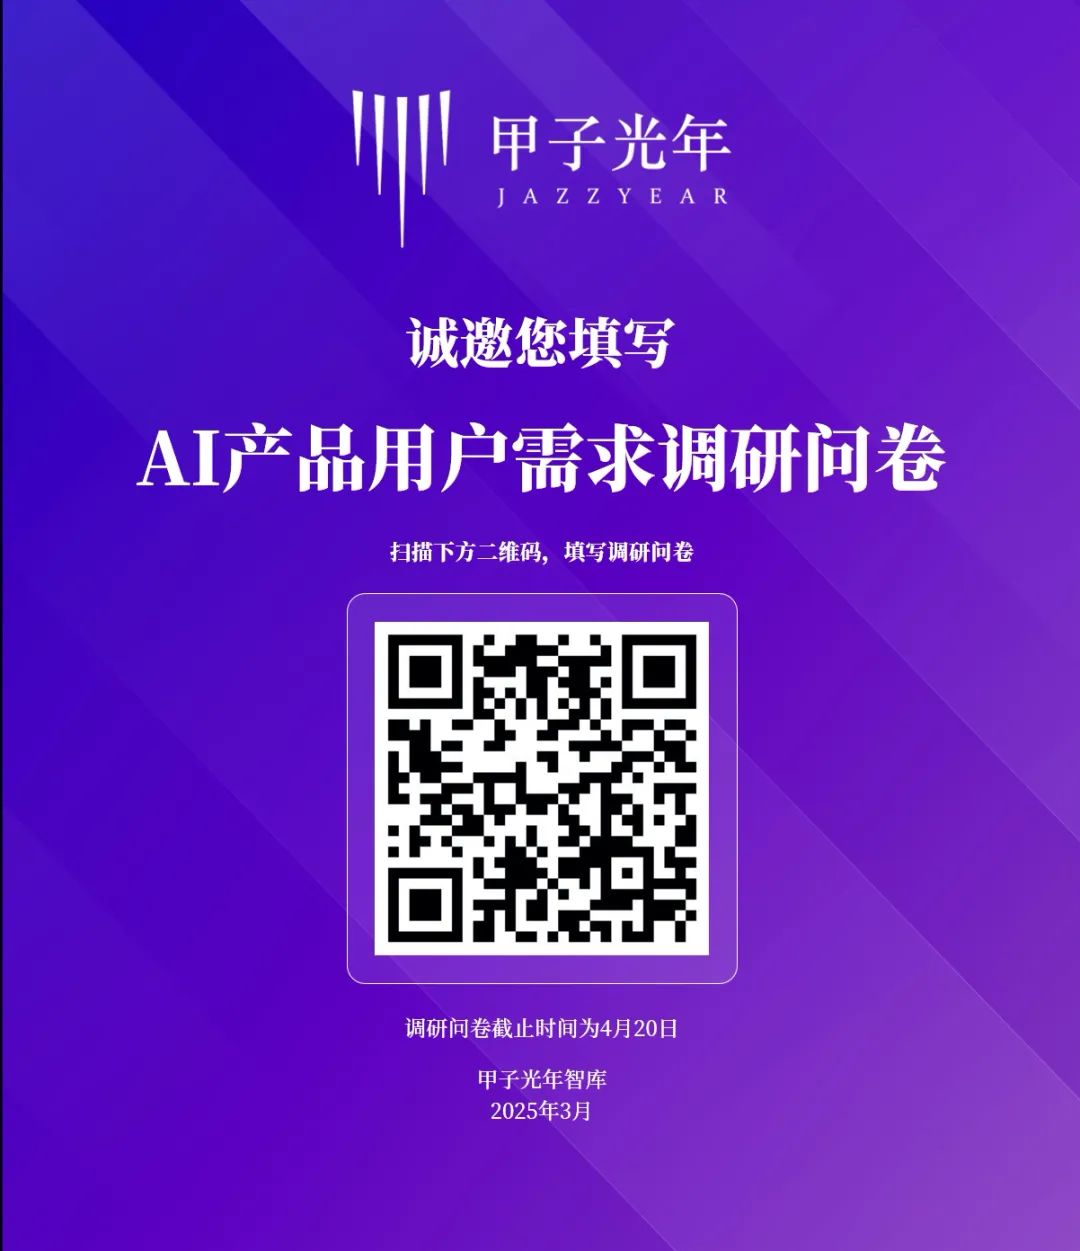 甲子光年
JAZZYEAR
诚邀您填写
AI产品用户需求调研问卷
扫描下方二维码，填写调研问卷
调研问卷截止时间为4月20日
甲子光年智库
2025年3月